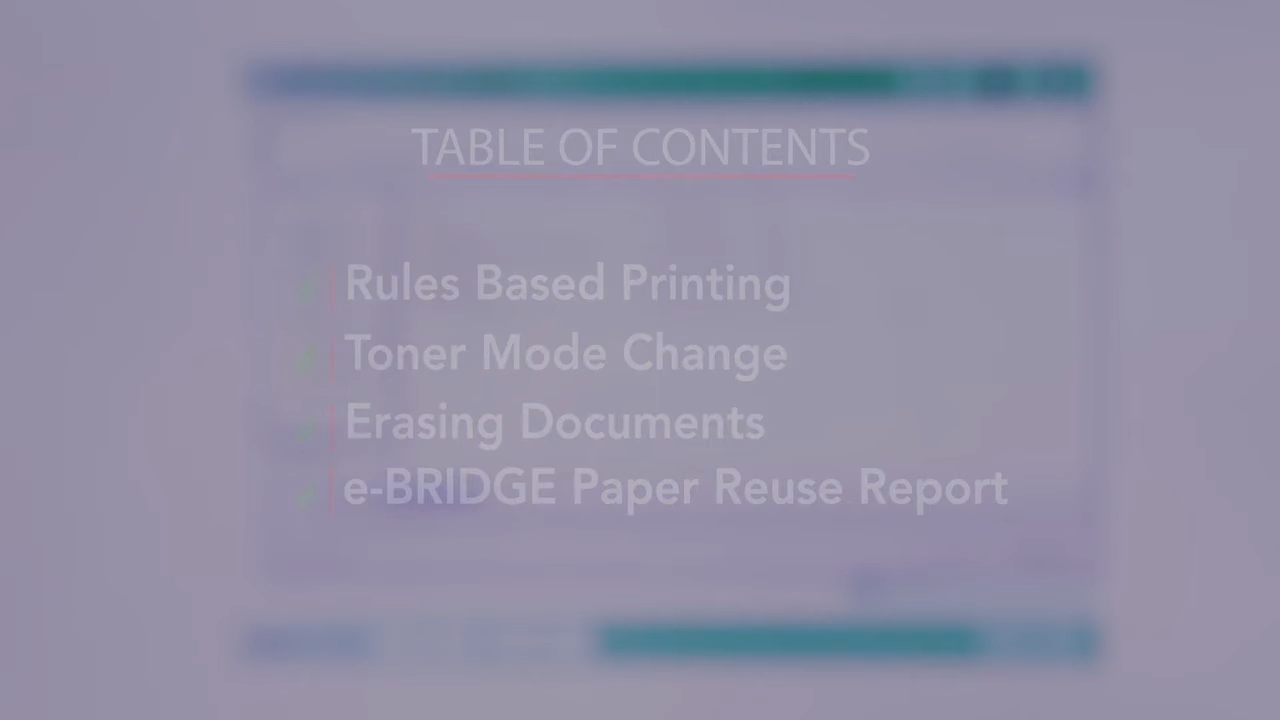 TABLE OF CONTENTS
Rules Based Printing
Toner Mode Change
Erasing Documents
e-BRIDGE Paper Reuse Report